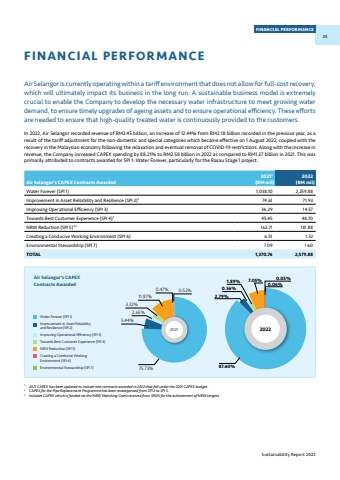 FINANCIAL PERFORMANCE
25
FINANCIAL PERFORMANCE
Air Selangor is currently operating within a tariff environment that does not allow for full-cost recovery,
which will ultimately impact its business in the long run. A sustainable business model is extremely
crucial to enable the Company to develop the necessary water infrastructure to meet growing water
demand, to ensure timely upgrades of ageing assets and to ensure operational efficiency. These efforts
are needed to ensure that high-quality treated water is continuously provided to the customers.
In 2022, Air Selangor recorded revenue of RM2.45 billion, an increase of 12.44% from RM2.18 billion recorded in the previous year, as a
result of the tariff adjustment for the non-domestic and special categories which became effective on 1 August 2022, coupled with the
recovery in the Malaysian economy following the relaxation and eventual removal of COVID-19 restrictions. Along with the increase in
revenue, the Company increased CAPEX spending by 88.21% to RM2.58 billion in 2022 as compared to RM1.37 billion in 2021. This was
primarily attributed to contracts awarded for SPI 1: Water Forever, particularly for the Rasau Stage 1 project.
Air Selangor's CAPEX Contracts Awarded
2021¹ (RM mil)
2022 (RM mil)
Water Forever (SPI 1) 1,038.10 2,259.88
Improvement in Asset Reliability and Resilience (SPI 2)² 74.61 71.93
Improving Operational Efficiency (SPI 3) 36.29 14.57
Towards Best Customer Experience (SPI 4)² 45.45 48.70
NRW Reduction (SPI 5)²˒³ 162.71 181.88
Creating a Conducive Working Environment (SPI 6) 6.51 1.32
Environmental Stewardship (SPI 7) 7.09 1.60
TOTAL 1,370.76 2,579.88
Air Selangor's CAPEX
Contracts Awarded
Water Forever (SPI 1)
Improvement in Asset Reliability
and Resilience (SPI 2)
Improving Operational Efficiency (SPI 3)
Towards Best Customer Experience (SPI 4)
NRW Reduction (SPI 5)
Creating a Conducive Working
Environment (SPI 6)
Environmental Stewardship (SPI 7)
0.47%
0.52%
11.87%
3.32%
2.65%
5.44%
75.73%
2021
7.05%
0.05%
0.06%
1.89%
0.56%
2.79%
87.60%
2022
¹ 2021 CAPEX has been updated to include new contracts awarded in 2021 that fall under the 2021 CAPEX budget.
² CAPEX for the Pipe Replacement Programme has been recategorised from SPI 2 to SPI 5.
³ Includes CAPEX which is funded via the NRW Matching Grant received from SPAN for the achievement of NRW targets.
Sustainability Report 2022